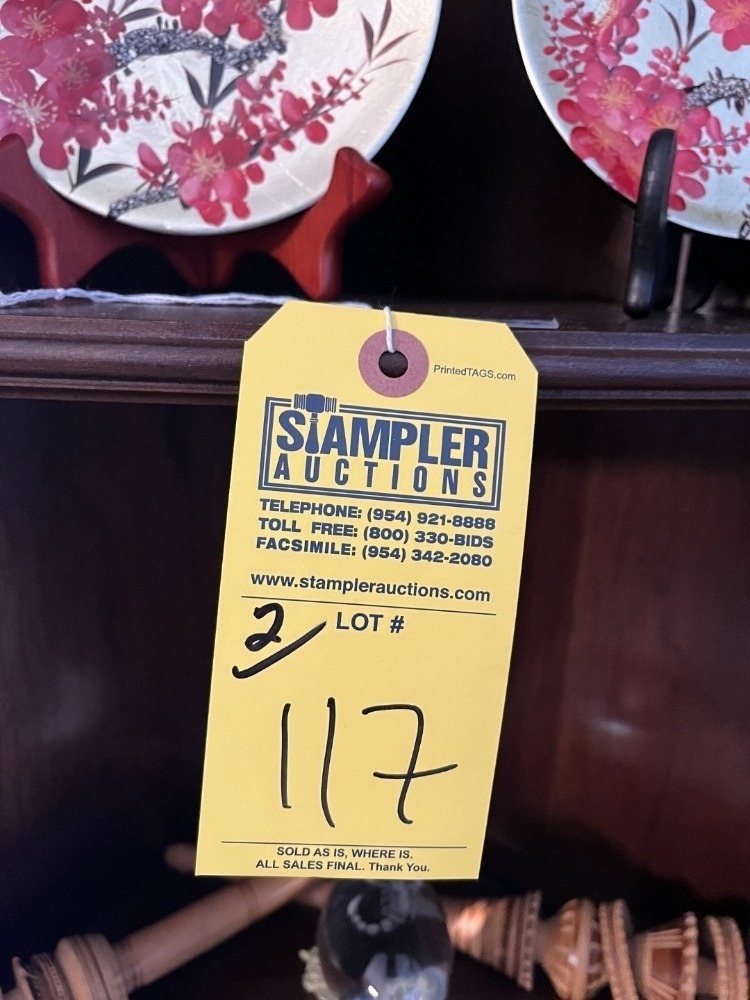 PrintedTAGS.com
STAMPLER
AUCTIONS
TELEPHONE: (954) 921-8888
TOLL FREE: (800) 330-BIDS
FACSIMILE: (954) 342-2080
www.stamplerauctions.com
2/ LOT #
117
SOLD AS IS, WHERE IS.
ALL SALES FINAL. Thank You.